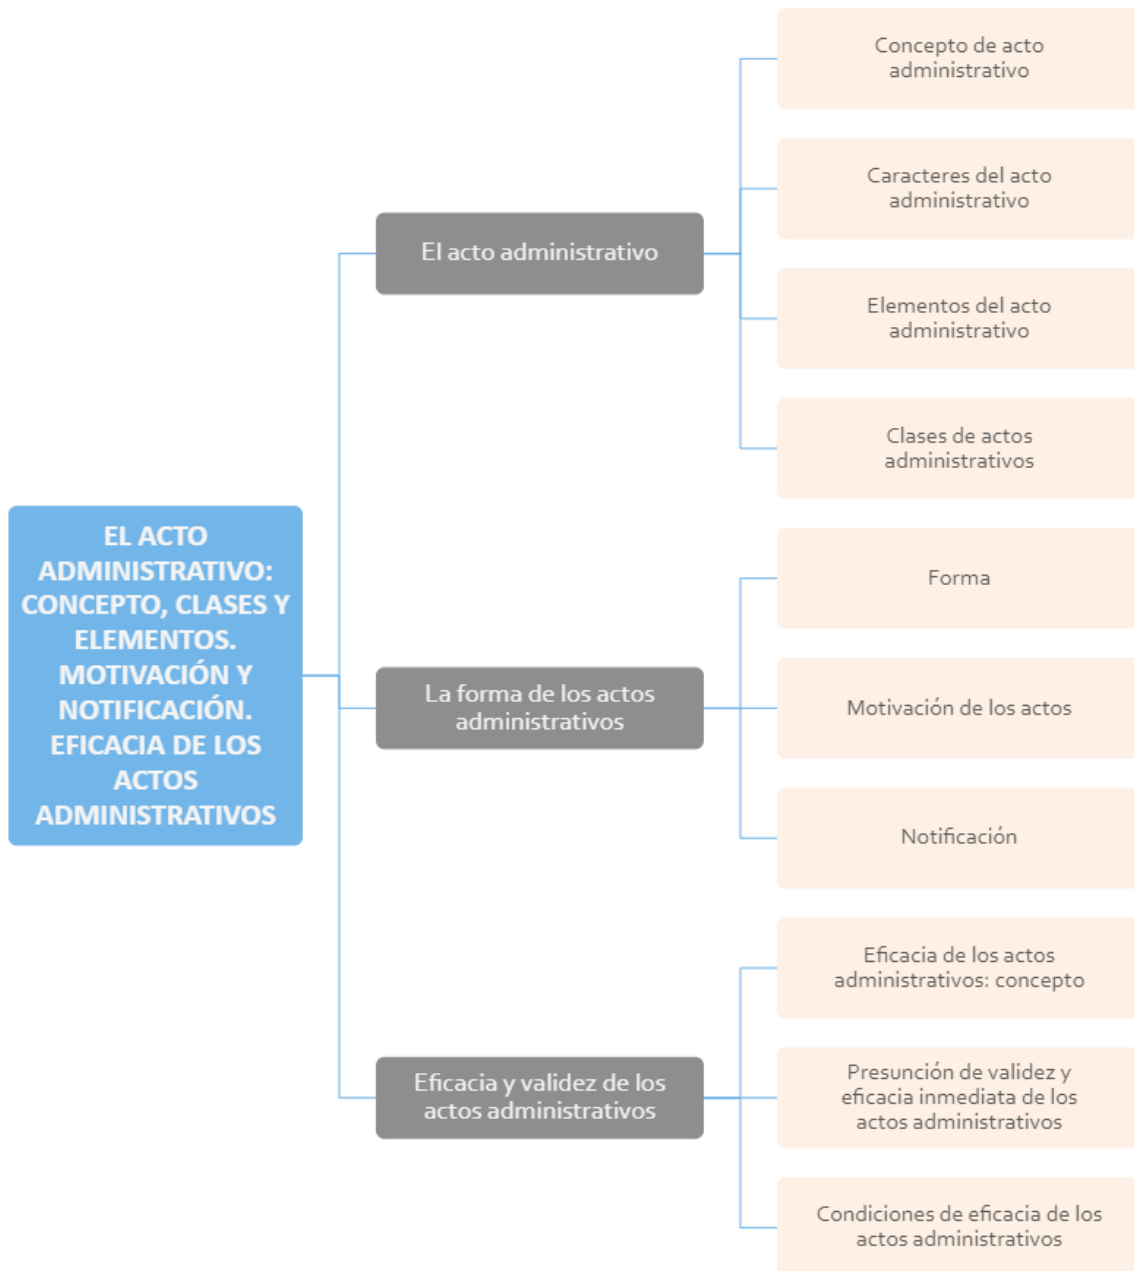 EL ACTO
ADMINISTRATIVO:
CONCEPTO, CLASES Y
ELEMENTOS.
MOTIVACIÓN Y
NOTIFICACIÓN.
EFICACIA DE LOS
ACTOS
ADMINISTRATIVOS
El acto administrativo
Concepto de acto
administrativo
Caracteres del acto
administrativo
Elementos del acto
administrativo
Clases de actos
administrativos
La forma de los actos
administrativos
Forma
Motivación de los actos
Notificación
Eficacia y validez de los
actos administrativos
Eficacia de los actos
administrativos: concepto
Presunción de validez y
eficacia inmediata de los
actos administrativos
Condiciones de eficacia de los
actos administrativos